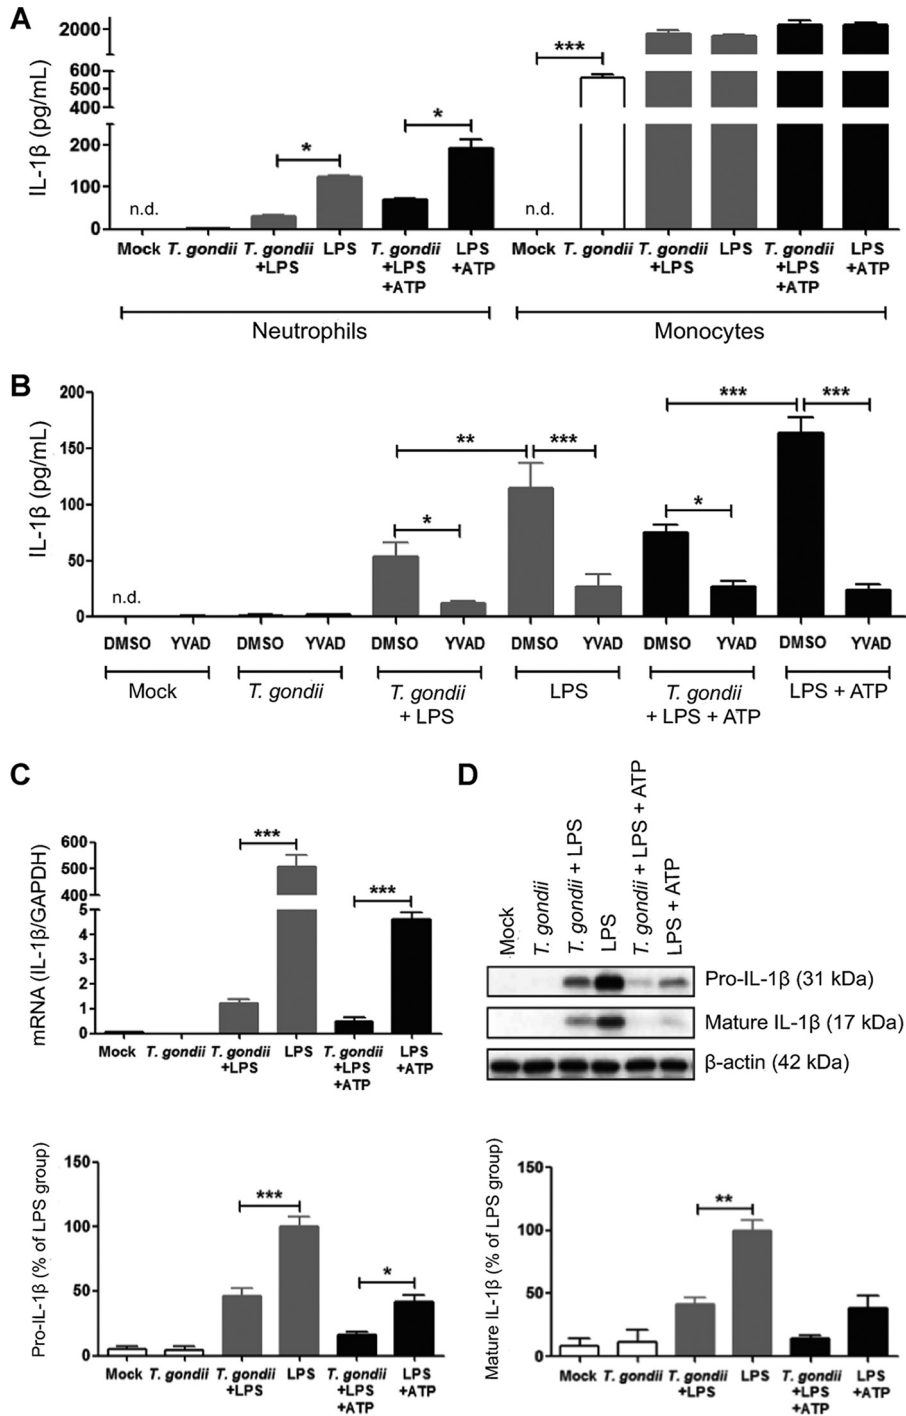 A
IL-1β (pg/mL)
2000
600
400
200
100
0
n.d.
*
*
n.d.
***
Mock T. gondii T. gondii LPS T. gondii LPS Mock T. gondii T. gondii LPS T. gondii LPS
+LPS +LPS +ATP +LPS +LPS +ATP
+ATP +ATP
Neutrophils Monocytes
B
IL-1β (pg/mL)
200
150
100
50
0
n.d.
*
**
***
*
***
***
DMSO YVAD DMSO YVAD DMSO YVAD DMSO YVAD DMSO YVAD DMSO YVAD
Mock T. gondii T. gondii LPS T. gondii LPS + ATP
+ LPS + LPS + ATP
C
mRNA (IL-1β/GAPDH)
600
500
400
5
4
3
2
1
0
***
***
Mock T. gondii T. gondii LPS T. gondii LPS
+LPS +LPS +ATP
+ATP
D
Mock
T. gondii
T. gondii + LPS
LPS
T. gondii + LPS + ATP
LPS + ATP
Pro-IL-1β (31 kDa)
Mature IL-1β (17 kDa)
β-actin (42 kDa)
Pro-IL-1β (% of LPS group)
150
100
50
0
***
*
Mock T. gondii T. gondii LPS T. gondii LPS
+LPS +LPS +ATP
+ATP
Mature IL-1β (% of LPS group)
150
100
50
0
**
Mock T. gondii T. gondii LPS T. gondii LPS
+LPS +LPS +ATP
+ATP